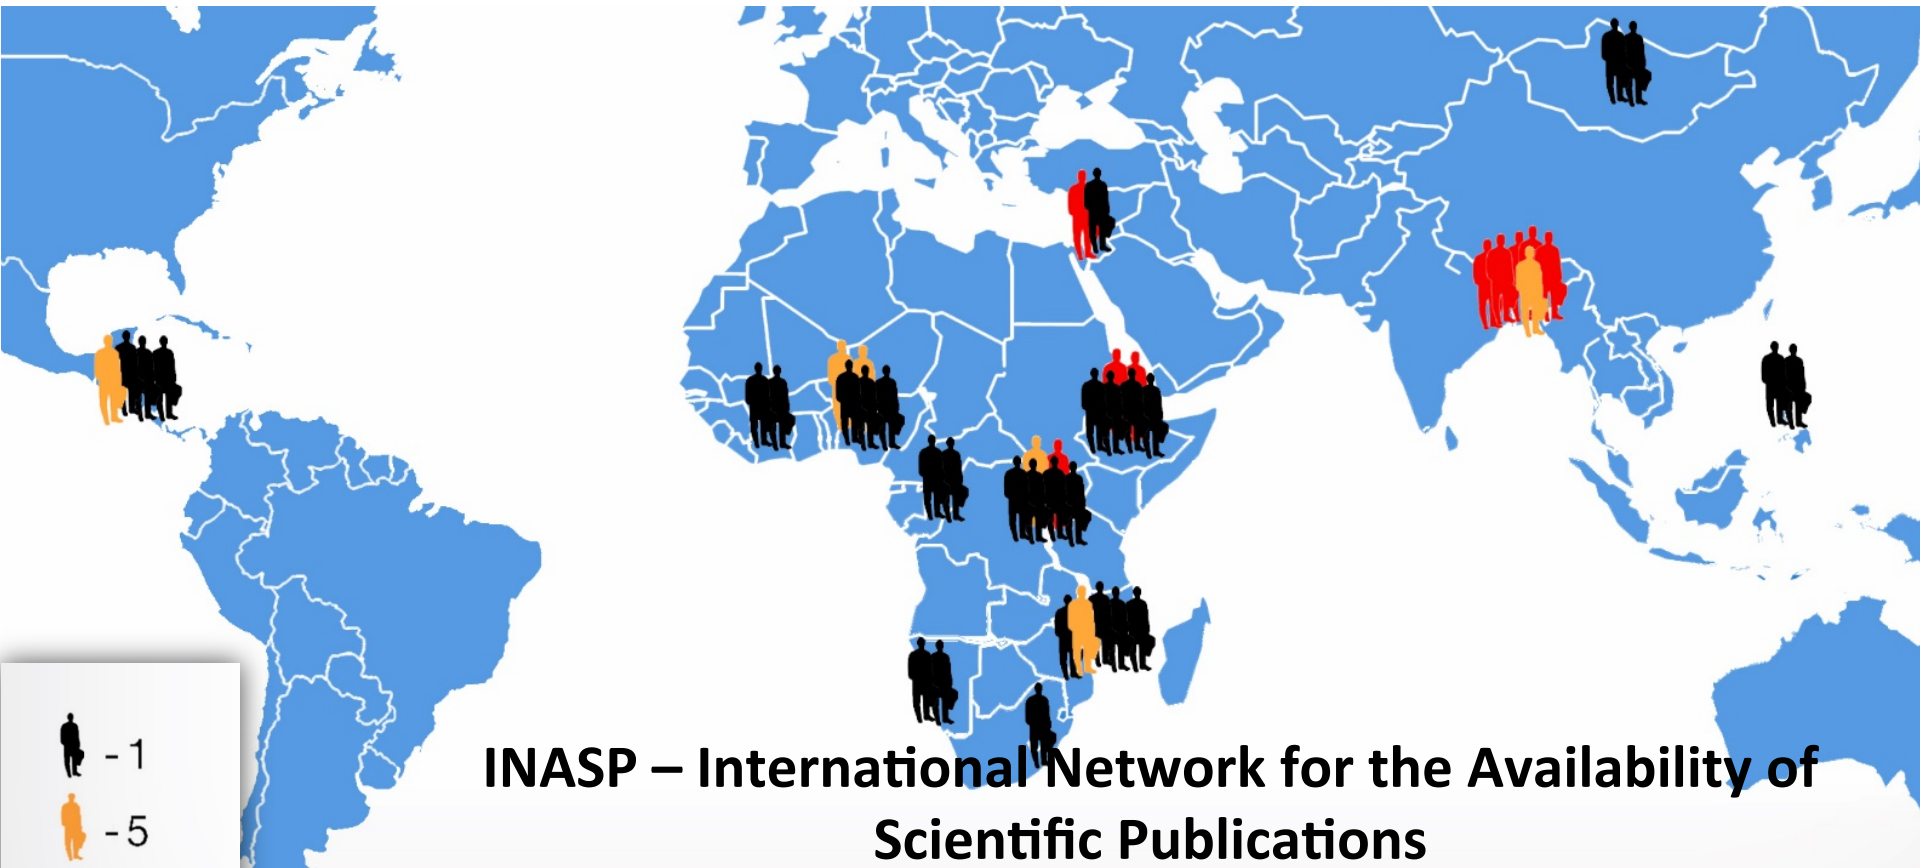 - 1
- 5
INASP – International Network for the Availability of
Scientific Publications